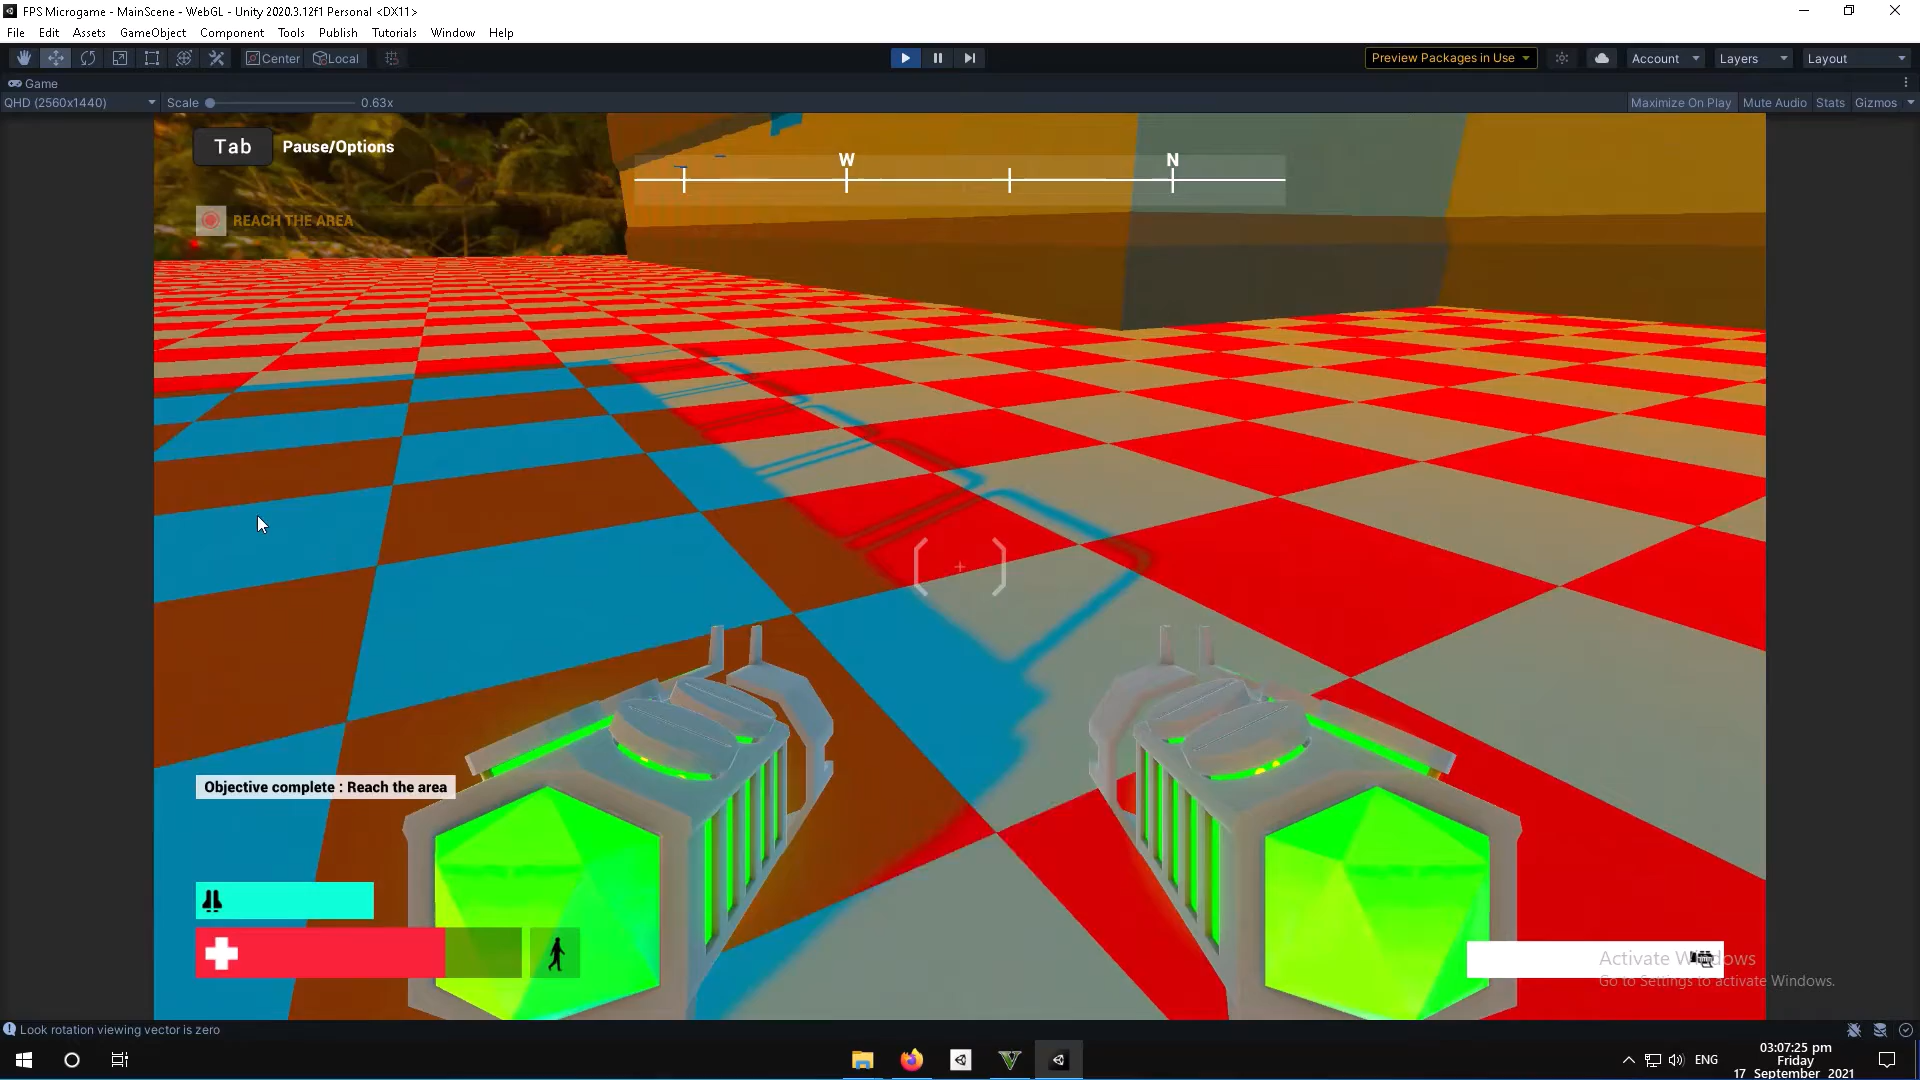 FPS Microgame - MainScene - WebGL - Unity 2020.3.12f1 Personal <DX11>
File Edit Assets GameObject Component Tools Publish Tutorials Window Help
Center Local Preview Packages in Use Account Layers Layout
Game
QHD (2560x1440) Scale 0.63x Maximize On Play Mute Audio Stats Gizmos
Tab Pause/Options
W N
REACH THE AREA
Objective complete : Reach the area
Activate Windows
Go to Settings to activate Windows.
Look rotation viewing vector is zero
ENG
03:07:25 pm
Friday
17 September 2021